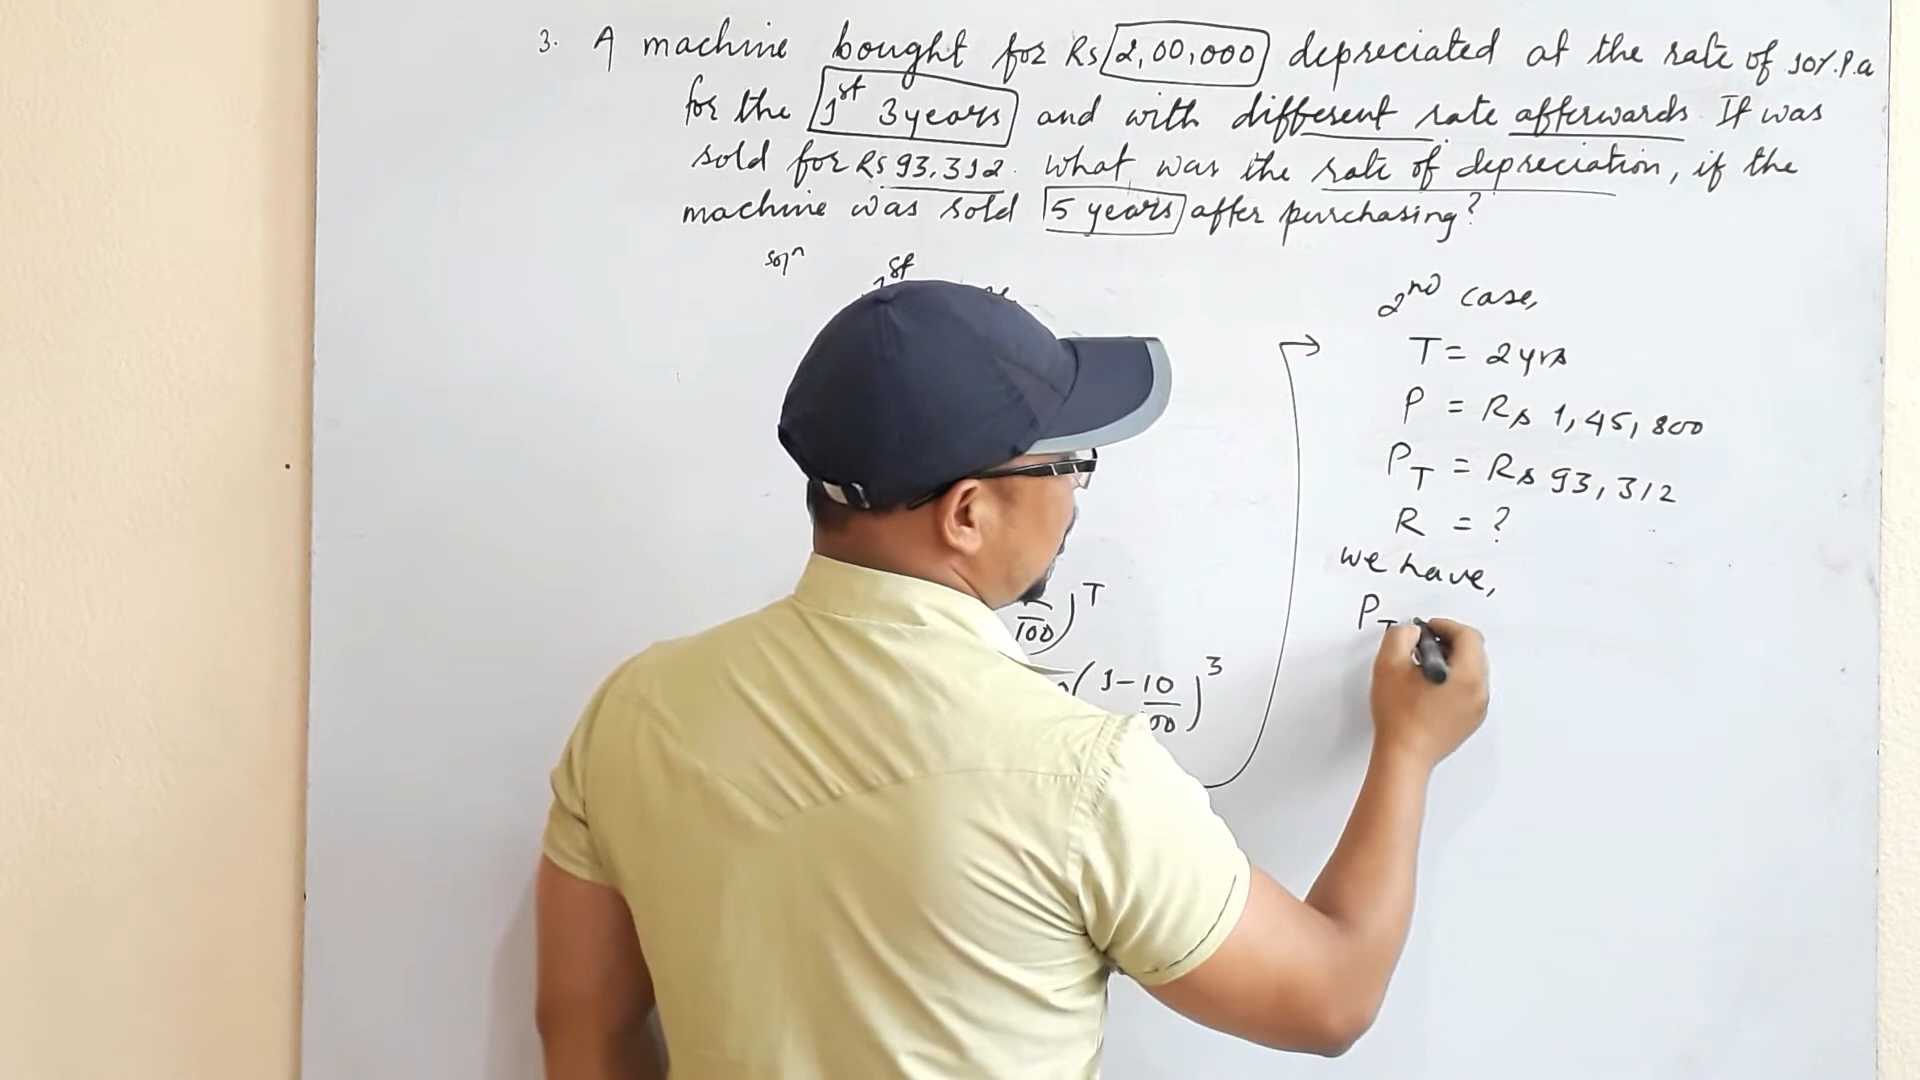 3. A machine bought for Rs 2,00,000 depreciated at the rate of 10%.P.a
for the 1st 3 years and with different rate afterwards. It was
sold for Rs 93,312. What was the rate of depreciation, if the
machine was sold 5 years after purchasing?
solⁿ
1st
2nd case,
T = 2 yrs
P = Rs 1,45,800
P_T = Rs 93,312
R = ?
we have,
P_T
/100)^T
(1-10/100)^3